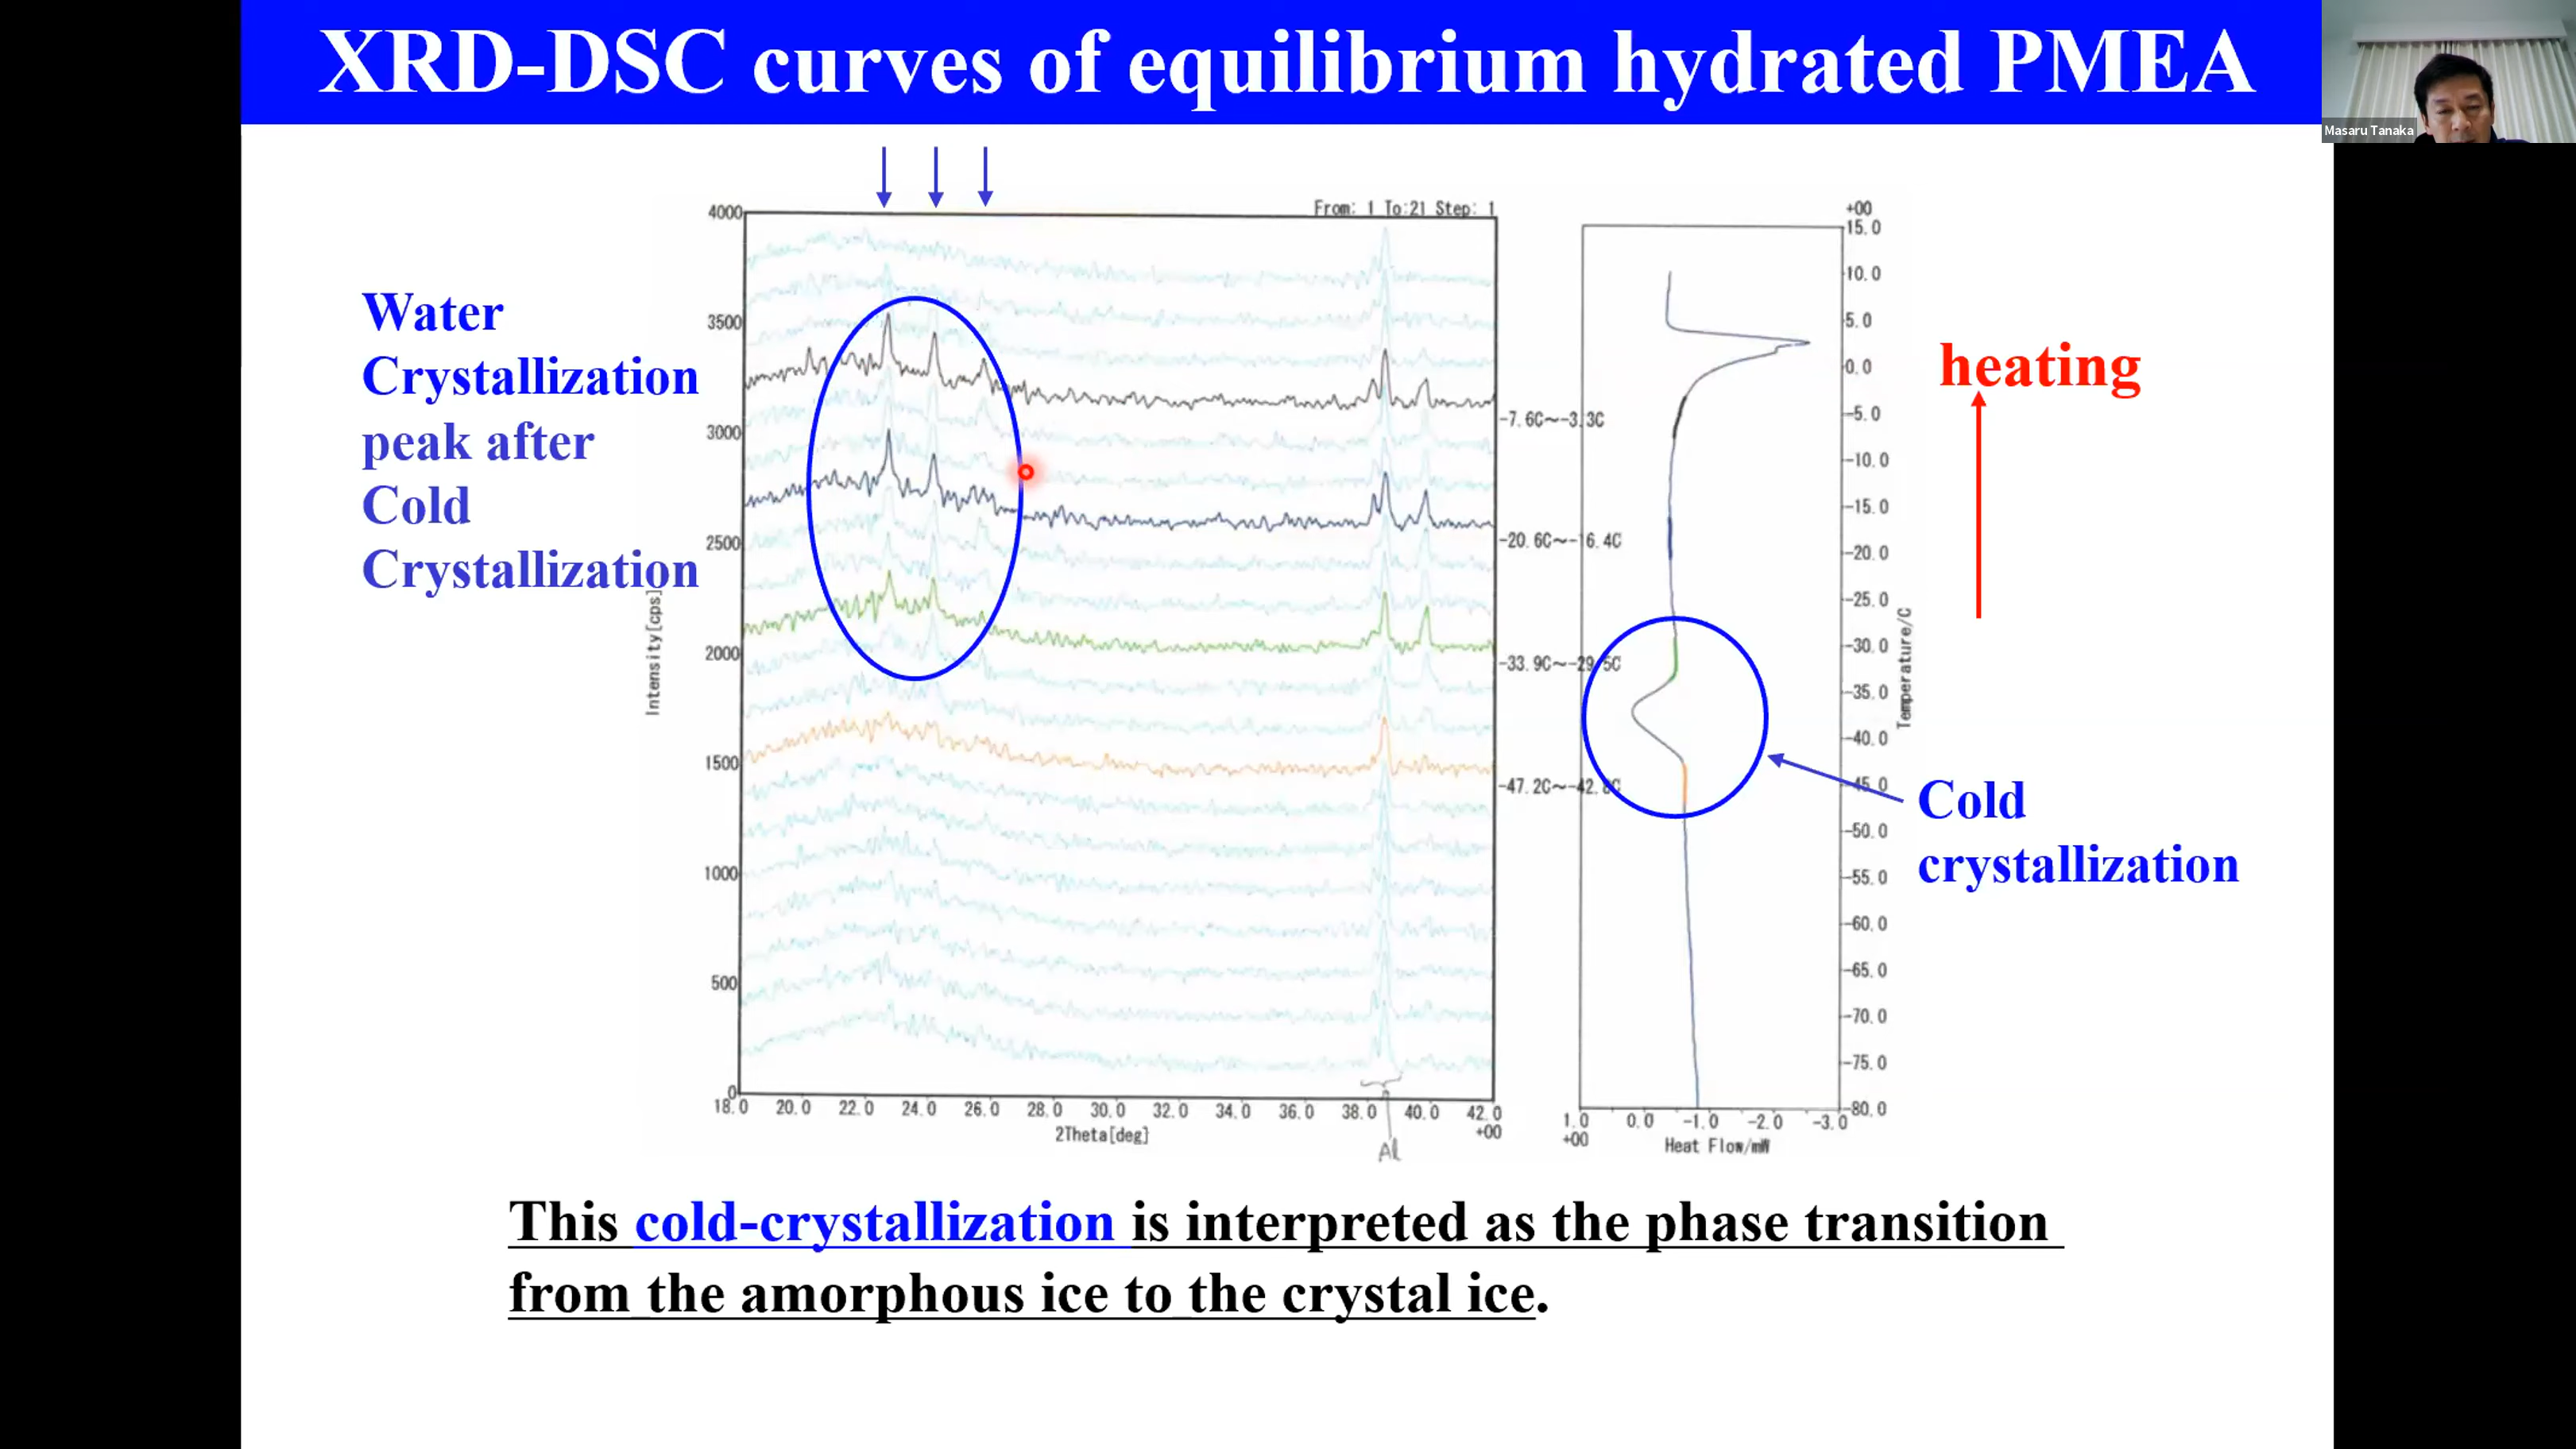 XRD-DSC curves of equilibrium hydrated PMEA
Masaru Tanaka
Water
Crystallization
peak after
Cold
Crystallization
From: 1 To:21 Step: 1
4000
3500
3000
2500
2000
1500
1000
500
0
Intensity[cps]
18.0 20.0 22.0 24.0 26.0 28.0 30.0 32.0 34.0 36.0 38.0 40.0 42.0
+00
2Theta[deg]
Al
-7.6C~-3.3C
-20.6C~-16.4C
-33.9C~-29.5C
-47.2C~-42.8C
+00
15.0
10.0
5.0
0.0
-5.0
-10.0
-15.0
-20.0
-25.0
-30.0
-35.0
-40.0
-45.0
-50.0
-55.0
-60.0
-65.0
-70.0
-75.0
-80.0
Temperature/C
1.0 0.0 -1.0 -2.0 -3.0
+00
Heat Flow/mW
heating
Cold
crystallization
This cold-crystallization is interpreted as the phase transition
from the amorphous ice to the crystal ice.